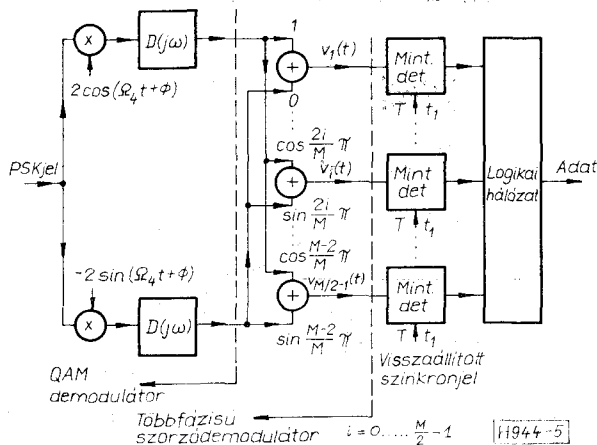 1
x
D(jω)
+
v₁(t)
Mint. det
2cos(Ω₄t+Φ)
0
T t₁
cos 2i/M π
PSKjel
+
vᵢ(t)
Mint det
Logikai hálózat
Adat
sin 2i/M π
T t₁
cos M-2/M π
-2sin(Ω₄t+Φ)
x
D(jω)
+
-v_M/2-1(t)
Mint. det
sin M-2/M π
T t₁
QAM demodulátor
Visszaállított szinkronjel
Többfázisú szorzódemodulátor
i=0.....M/2-1
H944-5